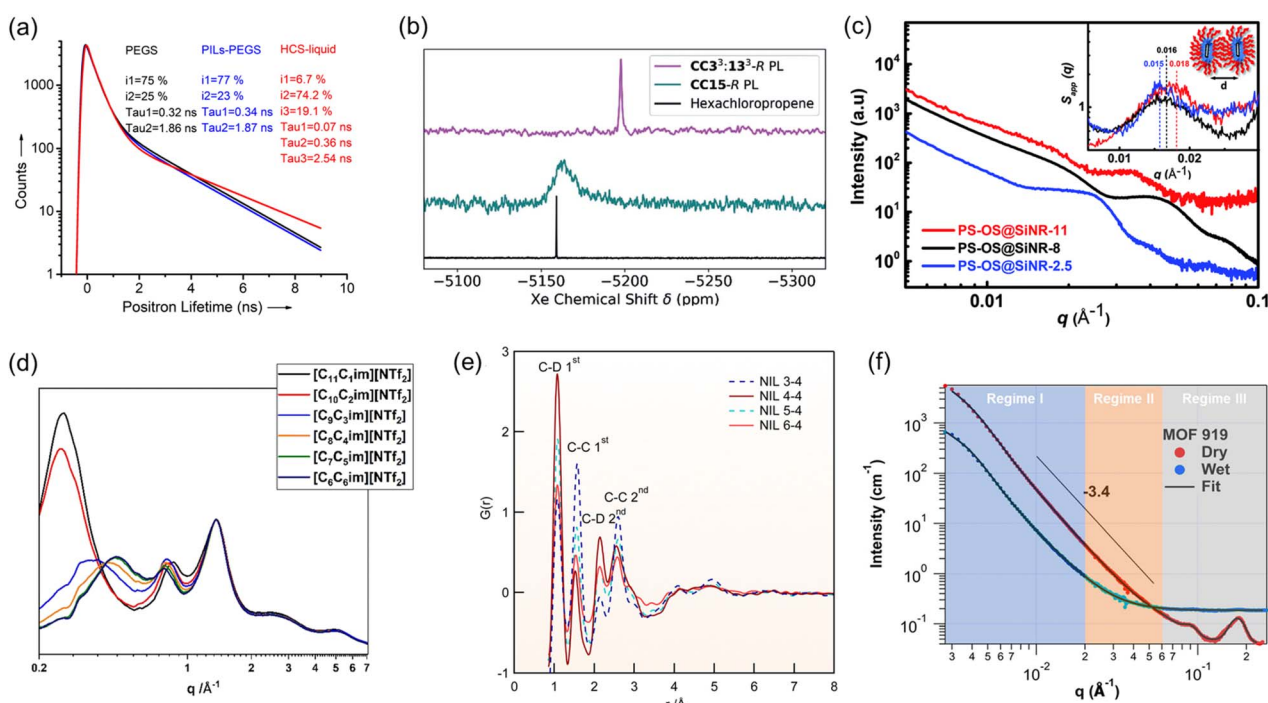 (a)
1000
100
10
1
Counts →
PEGS
i1=75 %
i2=25 %
Tau1=0.32 ns
Tau2=1.86 ns
PILs-PEGS
i1=77 %
i2=23 %
Tau1=0.34 ns
Tau2=1.87 ns
HCS-liquid
i1=6.7 %
i2=74.2 %
i3=19.1 %
Tau1=0.07 ns
Tau2=0.36 ns
Tau3=2.54 ns
0 2 4 6 8 10
Positron Lifetime (ns) →
(b)
CC3³:13³-R PL
CC15-R PL
Hexachloropropene
−5100 −5150 −5200 −5250 −5300
Xe Chemical Shift δ (ppm)
(c)
Intensity (a.u)
10⁴
10³
10²
10¹
10⁰
PS-OS@SiNR-11
PS-OS@SiNR-8
PS-OS@SiNR-2.5
0.01 0.1
q (Å⁻¹)
Sapp (q)
1
0.016
0.015 0.018
d
0.01 0.02
q (Å⁻¹)
(d)
[C₁₁C₁im][NTf₂]
[C₁₀C₂im][NTf₂]
[C₉C₃im][NTf₂]
[C₈C₄im][NTf₂]
[C₇C₅im][NTf₂]
[C₆C₆im][NTf₂]
0.2 1 2 3 4 5 6 7
q /Å⁻¹
(e)
G(r)
3
2
1
0
-1
C-D 1st
C-C 1st
C-C 2nd
C-D 2nd
NIL 3-4
NIL 4-4
NIL 5-4
NIL 6-4
0 1 2 3 4 5 6 7 8
(f)
Intensity (cm⁻¹)
10³
10²
10¹
10⁰
10⁻¹
Regime I Regime II Regime III
MOF 919
Dry
Wet
Fit
-3.4
3 4 5 6 7 10⁻² 2 3 4 5 6 7 10⁻¹ 2
q (Å⁻¹)